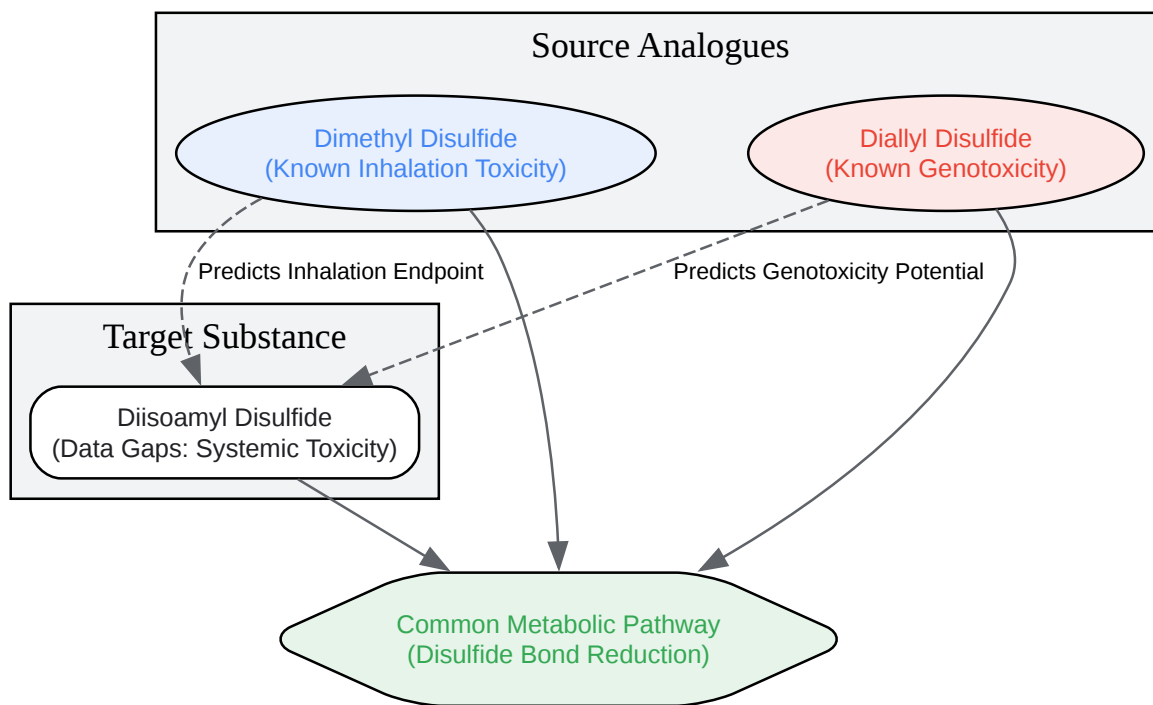 Source Analogues
Dimethyl Disulfide
(Known Inhalation Toxicity)
Diallyl Disulfide
(Known Genotoxicity)
Predicts Inhalation Endpoint
Predicts Genotoxicity Potential
Target Substance
Diisoamyl Disulfide
(Data Gaps: Systemic Toxicity)
Common Metabolic Pathway
(Disulfide Bond Reduction)